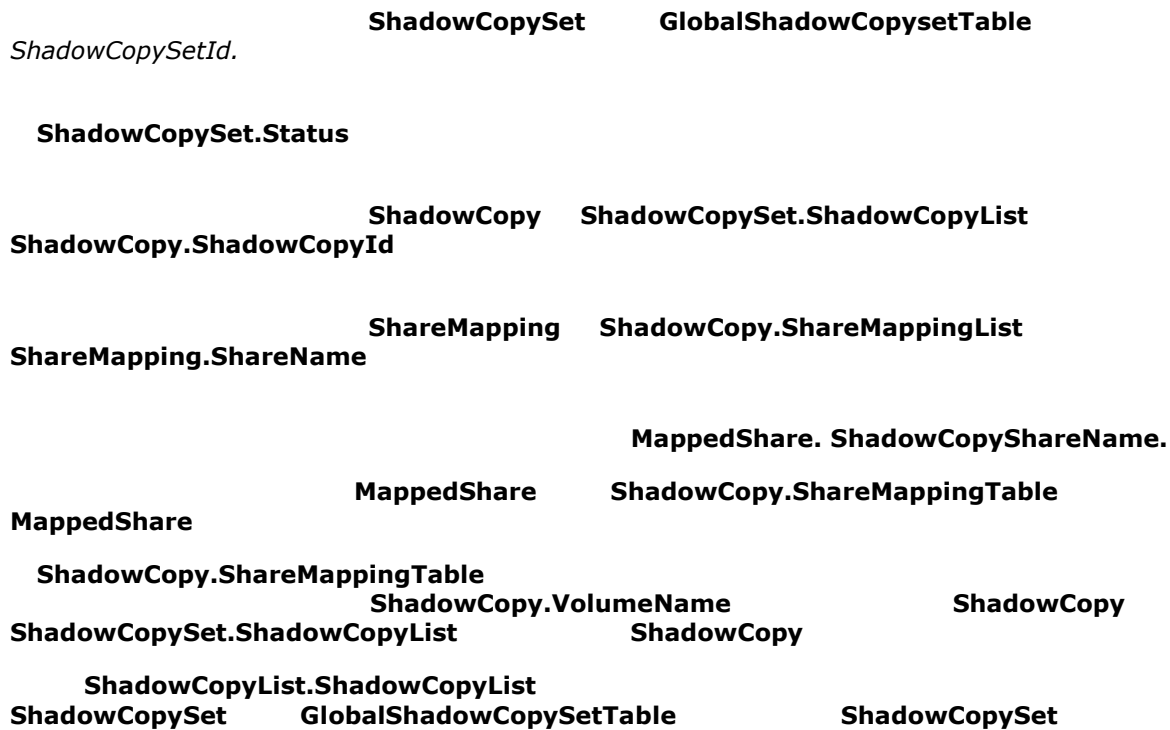 ShadowCopySet GlobalShadowCopysetTable
ShadowCopySetId.
ShadowCopySet.Status
ShadowCopy ShadowCopySet.ShadowCopyList
ShadowCopy.ShadowCopyId
ShareMapping ShadowCopy.ShareMappingList
ShareMapping.ShareName
MappedShare. ShadowCopyShareName.
MappedShare ShadowCopy.ShareMappingTable
MappedShare
ShadowCopy.ShareMappingTable
ShadowCopy.VolumeName ShadowCopy
ShadowCopySet.ShadowCopyList ShadowCopy
ShadowCopyList.ShadowCopyList
ShadowCopySet GlobalShadowCopySetTable ShadowCopySet